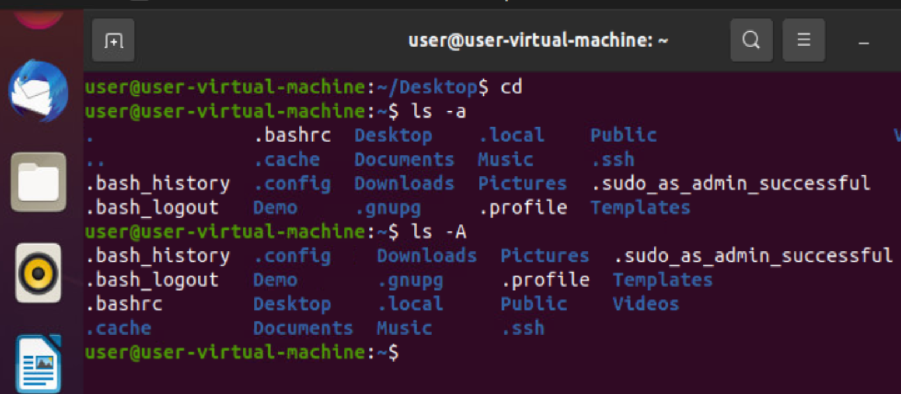 user@user-virtual-machine: ~
user@user-virtual-machine:~/Desktop$ cd
user@user-virtual-machine:~$ ls -a
. .bashrc Desktop .local Public V
.. .cache Documents Music .ssh
.bash_history .config Downloads Pictures .sudo_as_admin_successful
.bash_logout Demo .gnupg .profile Templates
user@user-virtual-machine:~$ ls -A
.bash_history .config Downloads Pictures .sudo_as_admin_successful
.bash_logout Demo .gnupg .profile Templates
.bashrc Desktop .local Public Videos
.cache Documents Music .ssh
user@user-virtual-machine:~$